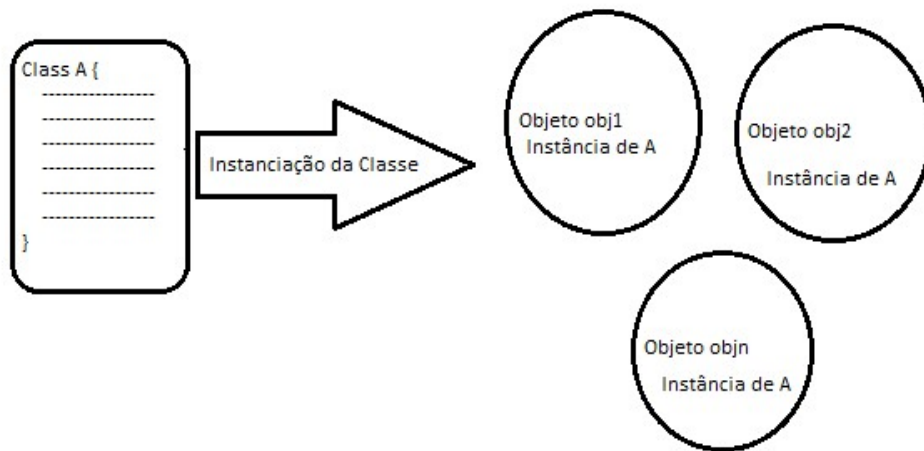 Class A {
--------------------
--------------------
--------------------
--------------------
--------------------
--------------------
}
Instanciação da Classe
Objeto obj1
Instância de A
Objeto obj2
Instância de A
Objeto objn
Instância de A